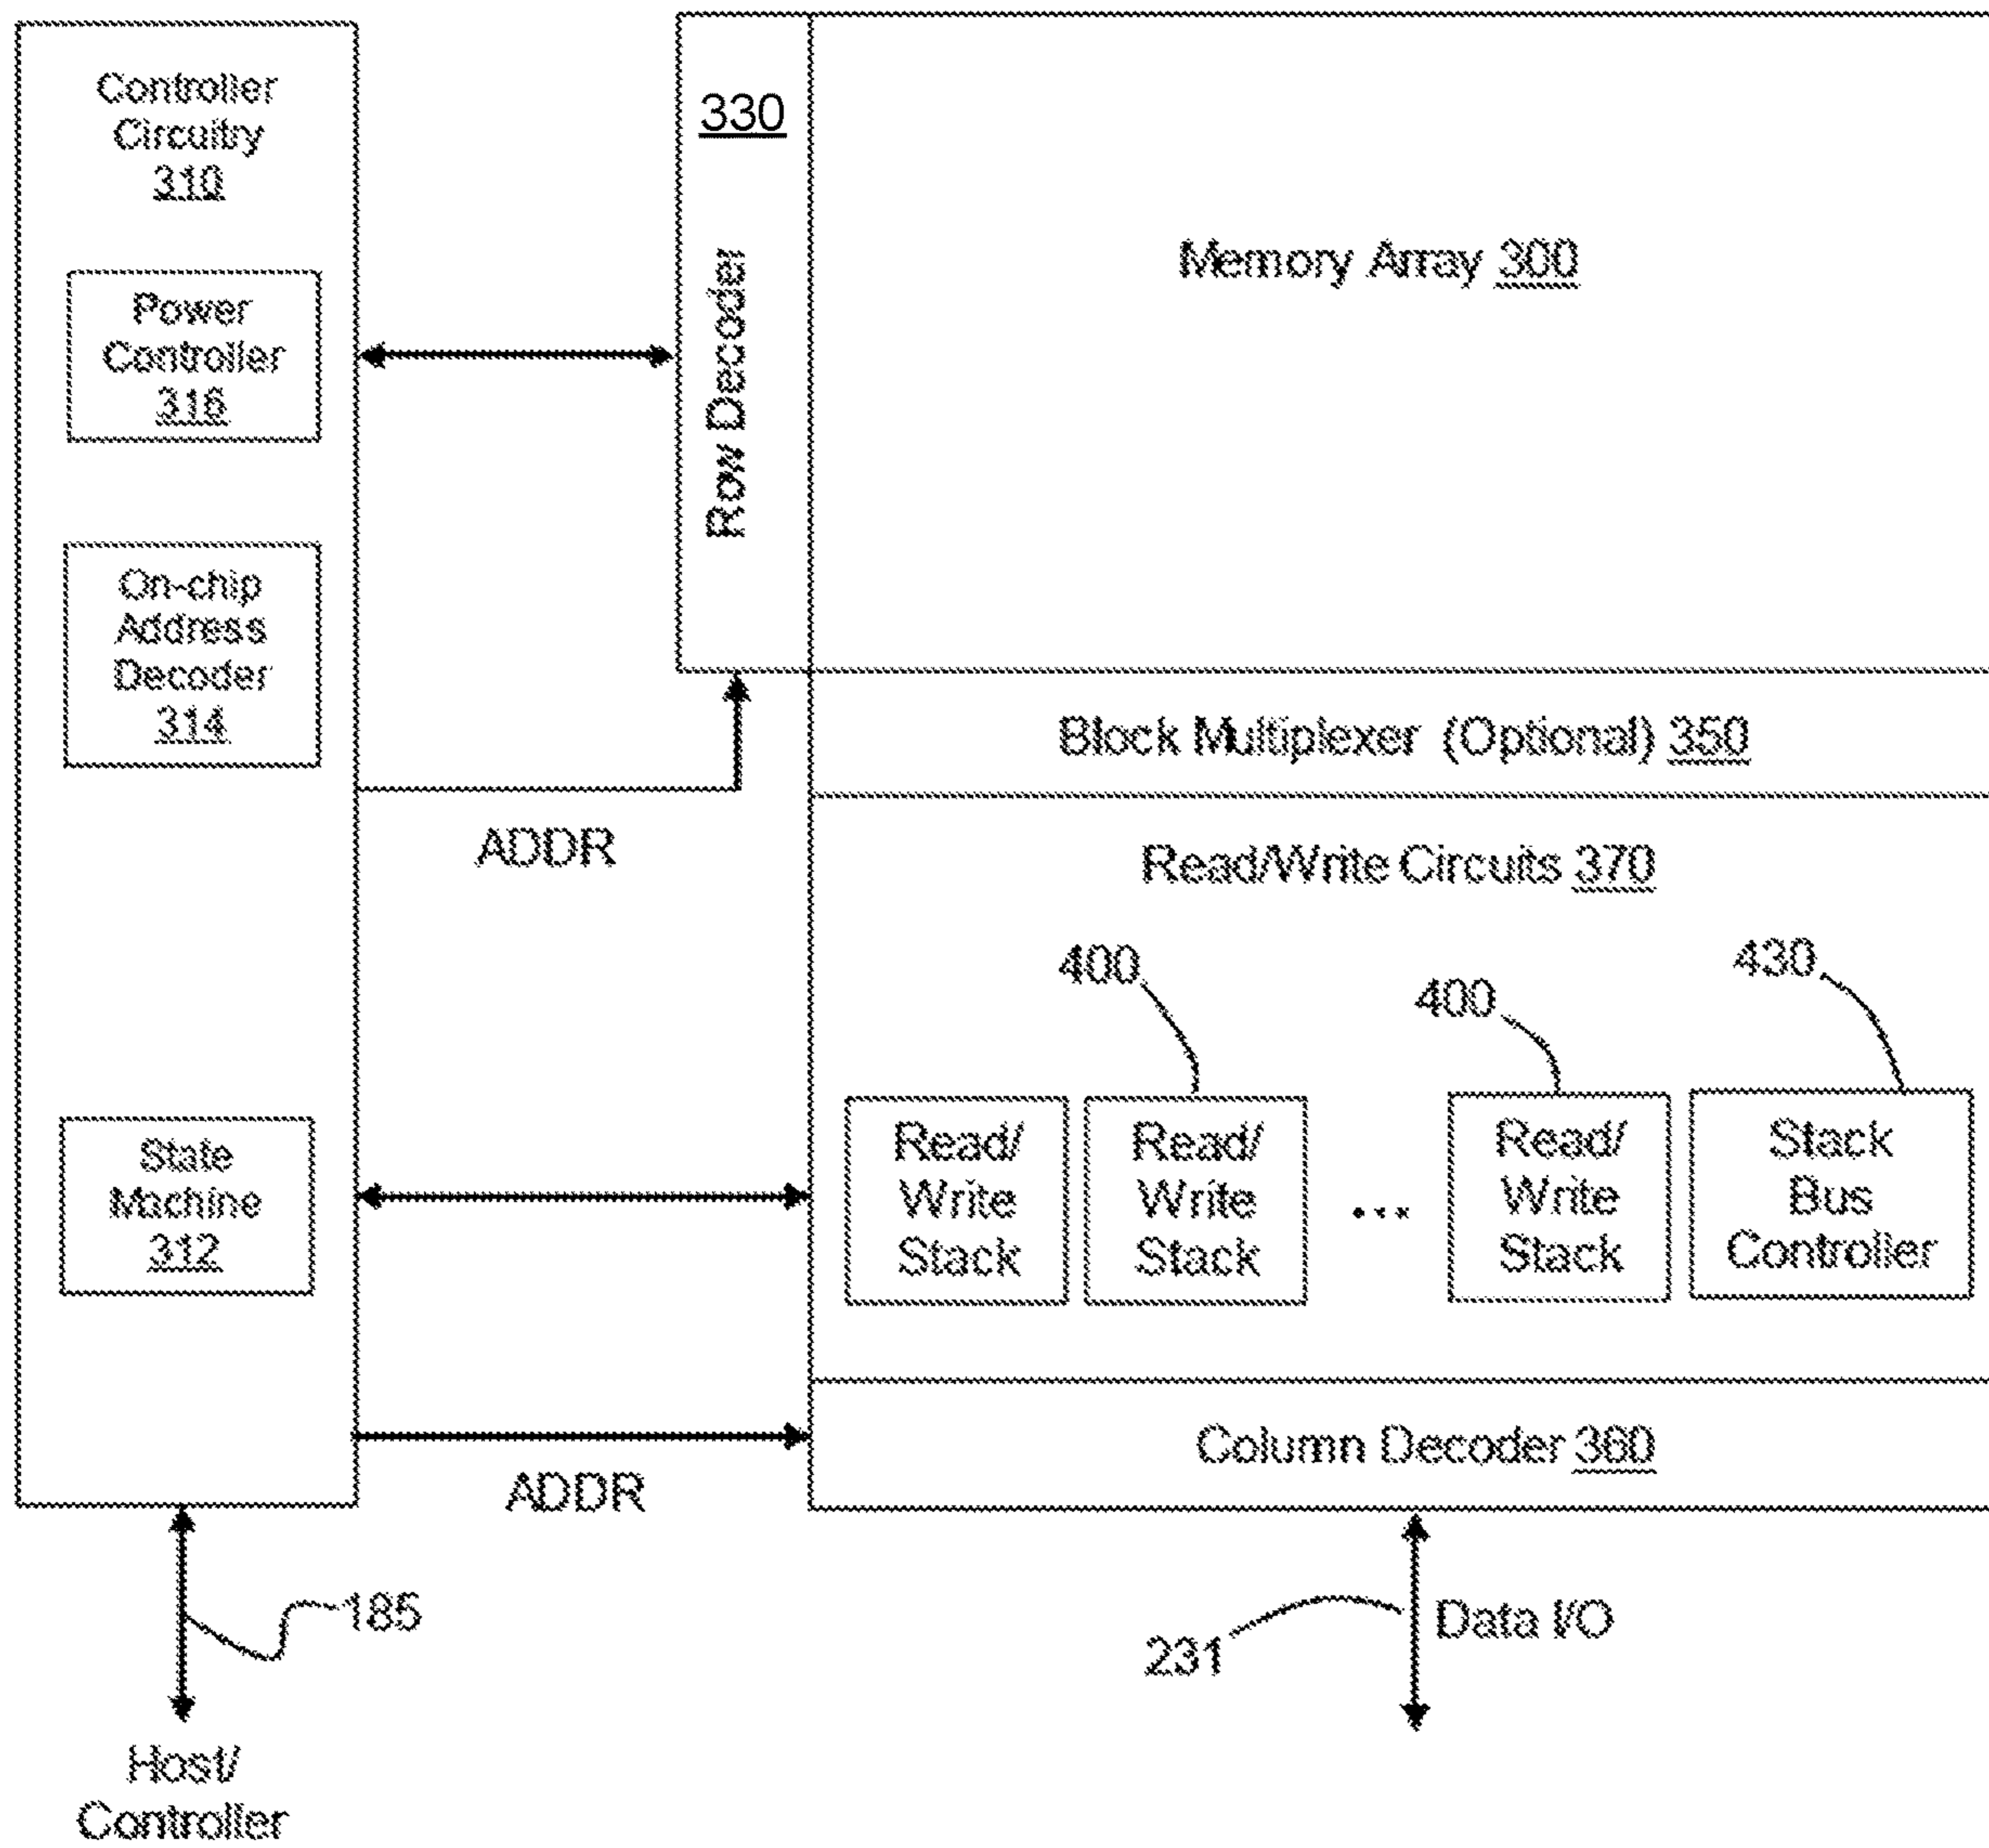 Controller
Circuitry
310
Power
Controller
316
On-chip
Address
Decoder
314
State
Machine
312
330
Row Decoder
Memory Array 300
Block Multiplexer (Optional) 350
ADDR
Read/Write Circuits 370
400
400
430
Read/
Write
Stack
Read/
Write
Stack
...
Read/
Write
Stack
Stack
Bus
Controller
Column Decoder 360
ADDR
185
231
Data I/O
Host/
Controller